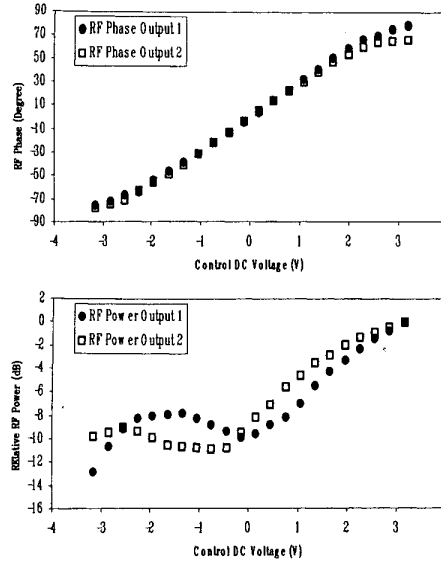 90
70
50
30
10
-10
-30
-50
-70
-90
RF Phase (Degree)
RF Phase Output 1
RF Phase Output 2
-4 -3 -2 -1 0 1 2 3 4
Control DC Voltage (V)
2
0
-2
-4
-6
-8
-10
-12
-14
-16
RElative RF Power (dB)
RF Power Output 1
RF Power Output 2
-4 -3 -2 -1 0 1 2 3 4
Control DC Voltage (V)